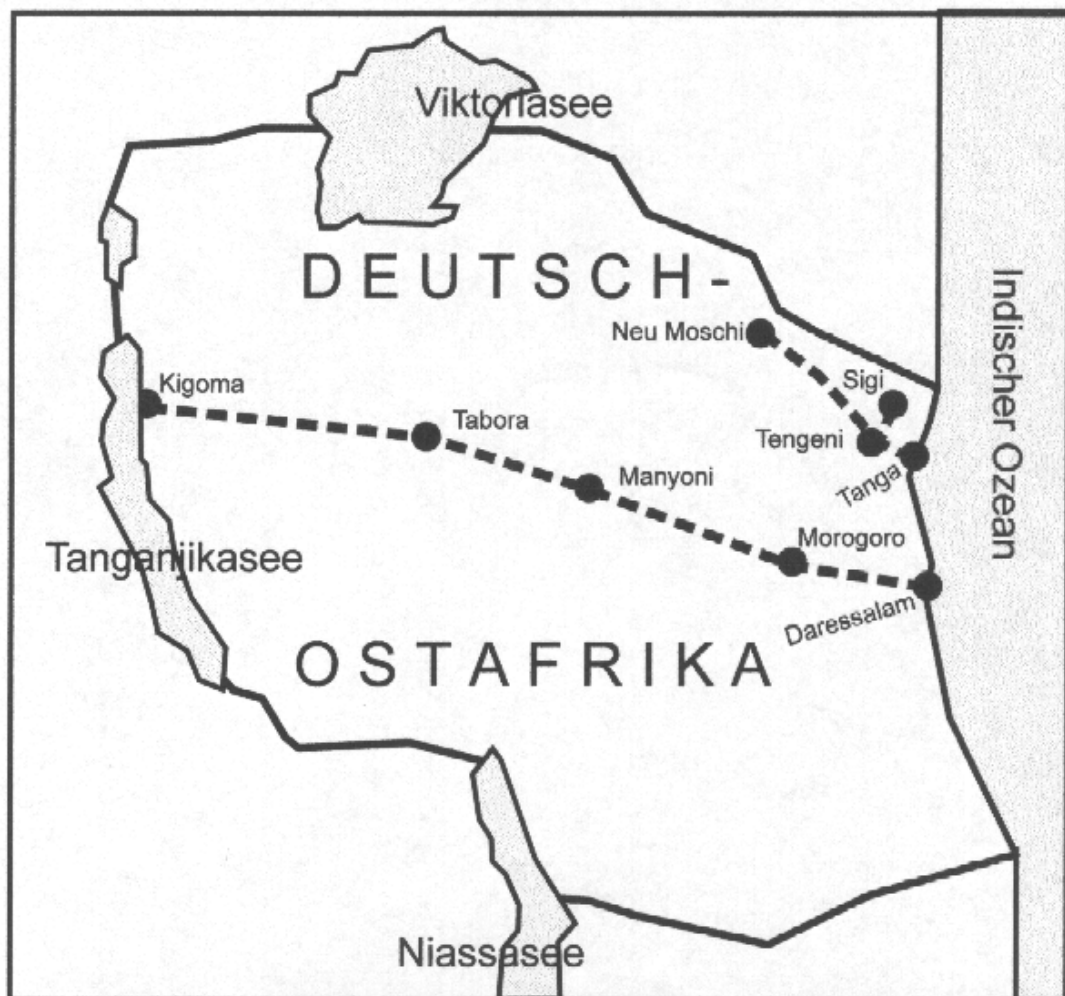 Viktoriasee
DEUTSCH-
Neu Moschi
Indischer Ozean
Sigi
Kigoma
Tabora
Tengeni
Tanga
Manyoni
Morogoro
Tanganjikasee
Daressalam
OSTAFRIKA
Niassasee